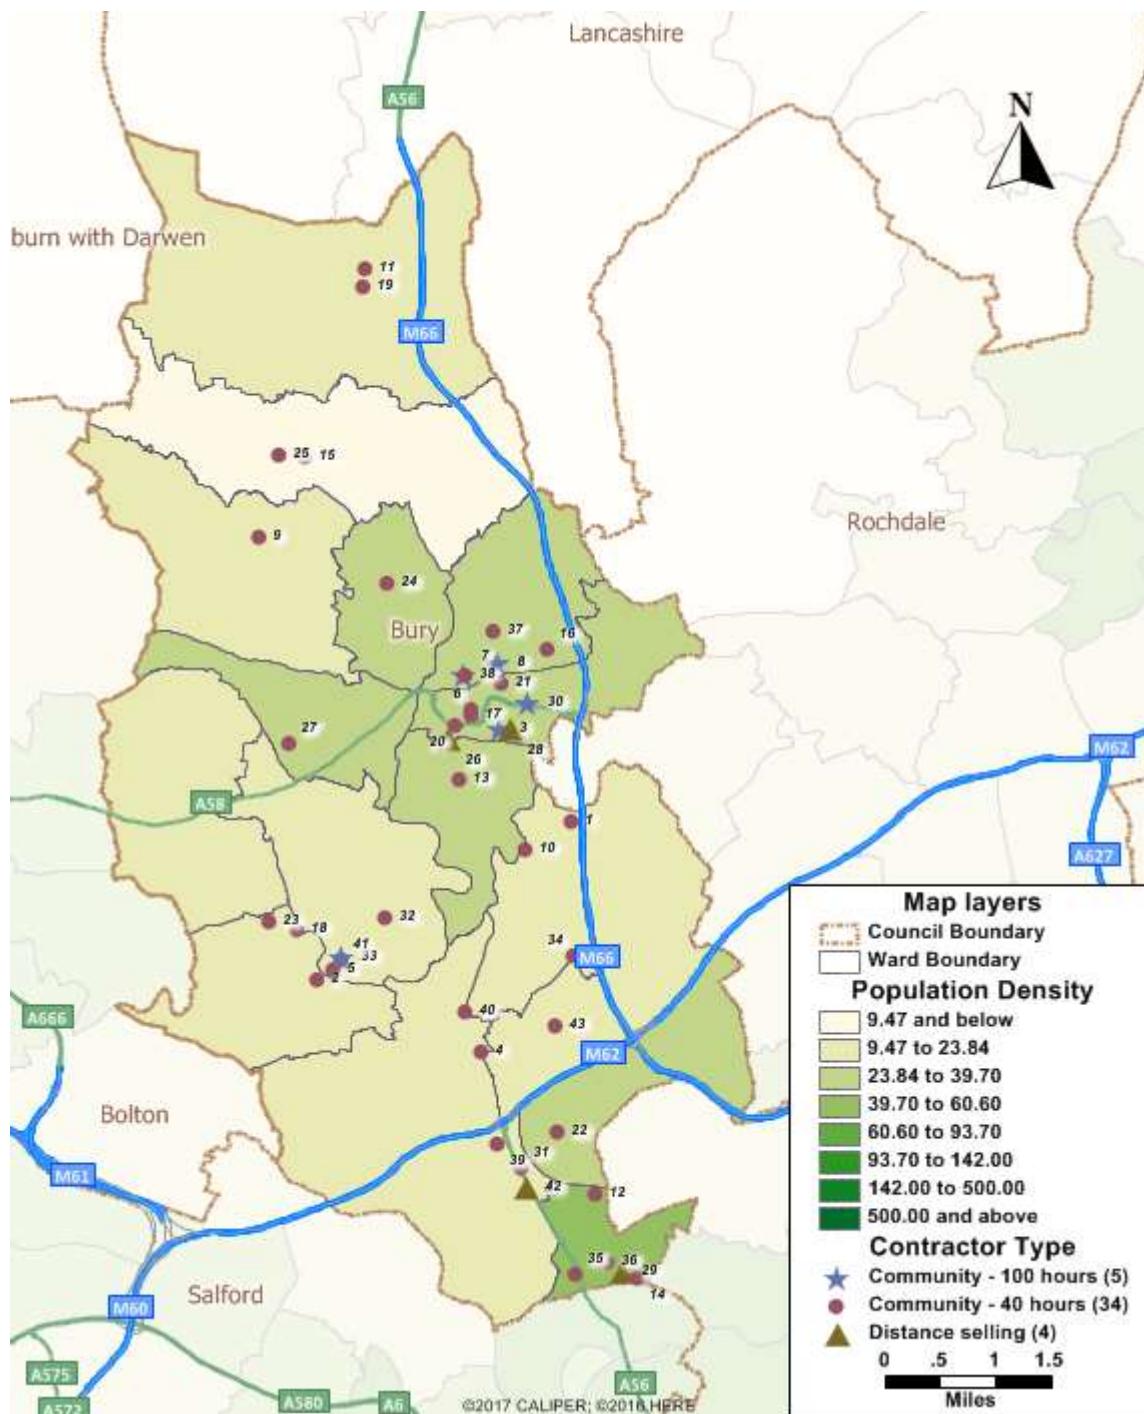 Lancashire
A56
N
burn with Darwen
11
19
M66
25 15
Rochdale
9
24
Bury
37
16
7
8
38
21
6
30
17
3
27
20
28
26
M62
13
A58
1
10
A627
23
32
18
41
34
33
M66
5
2
A666
40
43
4
M62
Bolton
22
31
M61
39
42
12
35 36
29
Salford
14
M60
A575
A580
A6
A56
A572
©2017 CALIPER; ©2016 HERE
Map layers
Council Boundary
Ward Boundary
Population Density
9.47 and below
9.47 to 23.84
23.84 to 39.70
39.70 to 60.60
60.60 to 93.70
93.70 to 142.00
142.00 to 500.00
500.00 and above
Contractor Type
Community - 100 hours (5)
Community - 40 hours (34)
Distance selling (4)
0 .5 1 1.5
Miles